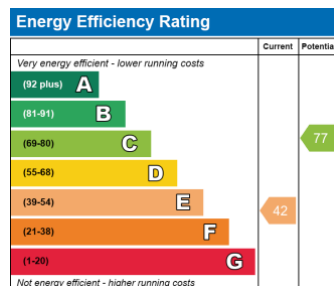 Energy Efficiency Rating
Current Potentia
Very energy efficient - lower running costs
(92 plus) A
(81-91) B
(69-80) C
77
(55-68) D
(39-54) E
42
(21-38) F
(1-20) G
Not energy efficient - higher running costs